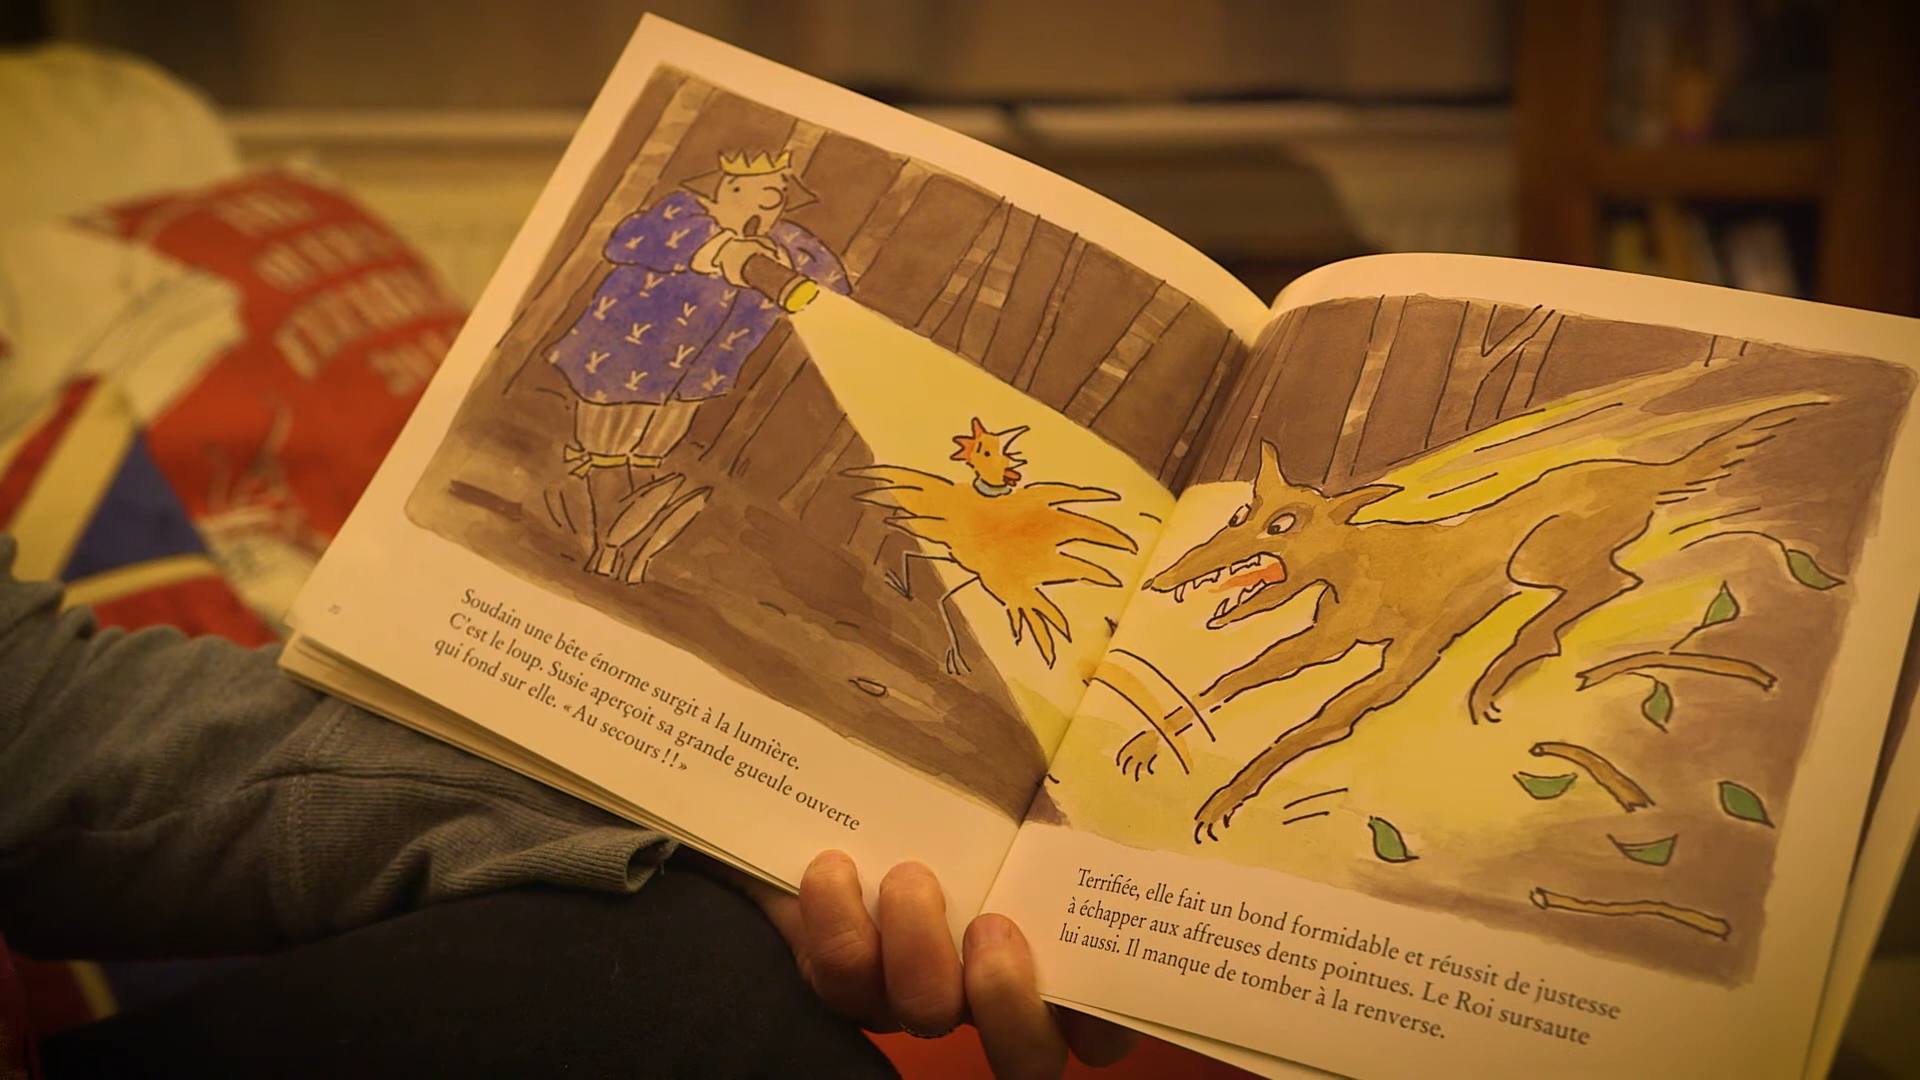 Soudain une bête énorme surgit à la lumière.
C'est le loup. Susie aperçoit sa grande gueule ouverte
qui fond sur elle. « Au secours !! »
Terrifiée, elle fait un bond formidable et réussit de justesse
à échapper aux affreuses dents pointues. Le Roi sursaute
lui aussi. Il manque de tomber à la renverse.